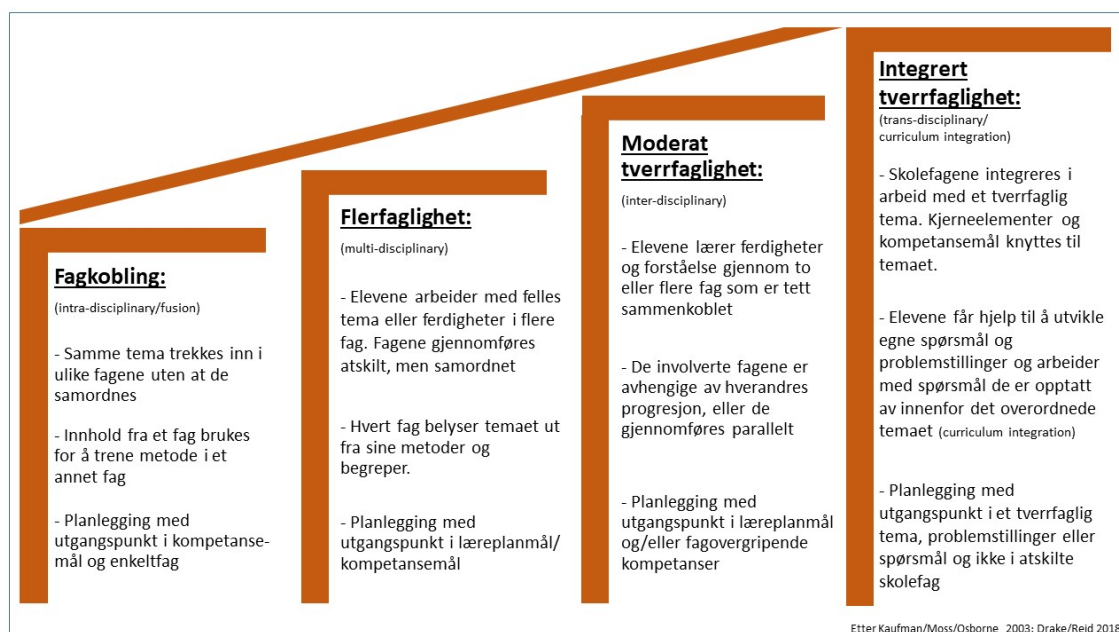 Fagkobling:
(intra-disciplinary/fusion)
- Samme tema trekkes inn i
ulike fagene uten at de
samordnes
- Innhold fra et fag brukes
for å trene metode i et
annet fag
- Planlegging med
utgangspunkt i kompetanse-
mål og enkeltfag
Flerfaglighet:
(multi-disciplinary)
- Elevene arbeider med felles
tema eller ferdigheter i flere
fag. Fagene gjennomføres
atskilt, men samordnet
- Hvert fag belyser temaet ut
fra sine metoder og
begreper.
- Planlegging med
utgangspunkt i læreplanmål/
kompetansemål
Moderat
tverrfaglighet:
(inter-disciplinary)
- Elevene lærer ferdigheter
og forståelse gjennom to
eller flere fag som er tett
sammenkoblet
- De involverte fagene er
avhengige av hverandres
progresjon, eller de
gjennomføres parallelt
- Planlegging med
utgangspunkt i læreplanmål
og/eller fagovergripende
kompetanser
Integrert
tverrfaglighet:
(trans-disciplinary/
curriculum integration)
- Skolefagene integreres i
arbeid med et tverrfaglig
tema. Kjerneelementer og
kompetansemål knyttes til
temaet.
- Elevene får hjelp til å utvikle
egne spørsmål og
problemstillinger og arbeider
med spørsmål de er opptatt
av innenfor det overordnede
temaet (curriculum integration)
- Planlegging med
utgangspunkt i et tverrfaglig
tema, problemstillinger eller
spørsmål og ikke i atskilte
skolefag
Etter Kaufman/Moss/Osborne 2003; Drake/Reid 2018